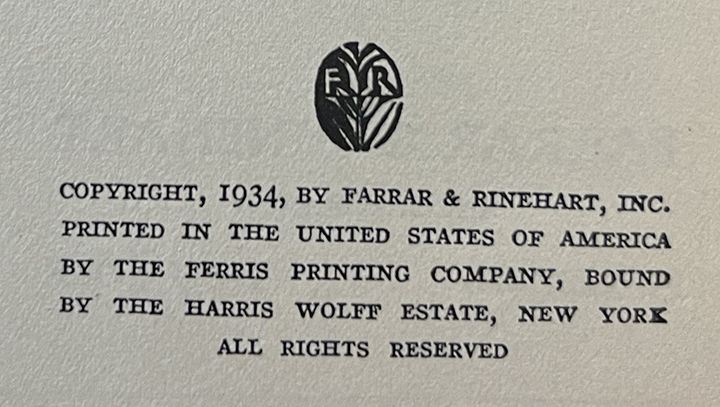 F R
COPYRIGHT, 1934, BY FARRAR & RINEHART, INC.
PRINTED IN THE UNITED STATES OF AMERICA
BY THE FERRIS PRINTING COMPANY, BOUND
BY THE HARRIS WOLFF ESTATE, NEW YORK
ALL RIGHTS RESERVED